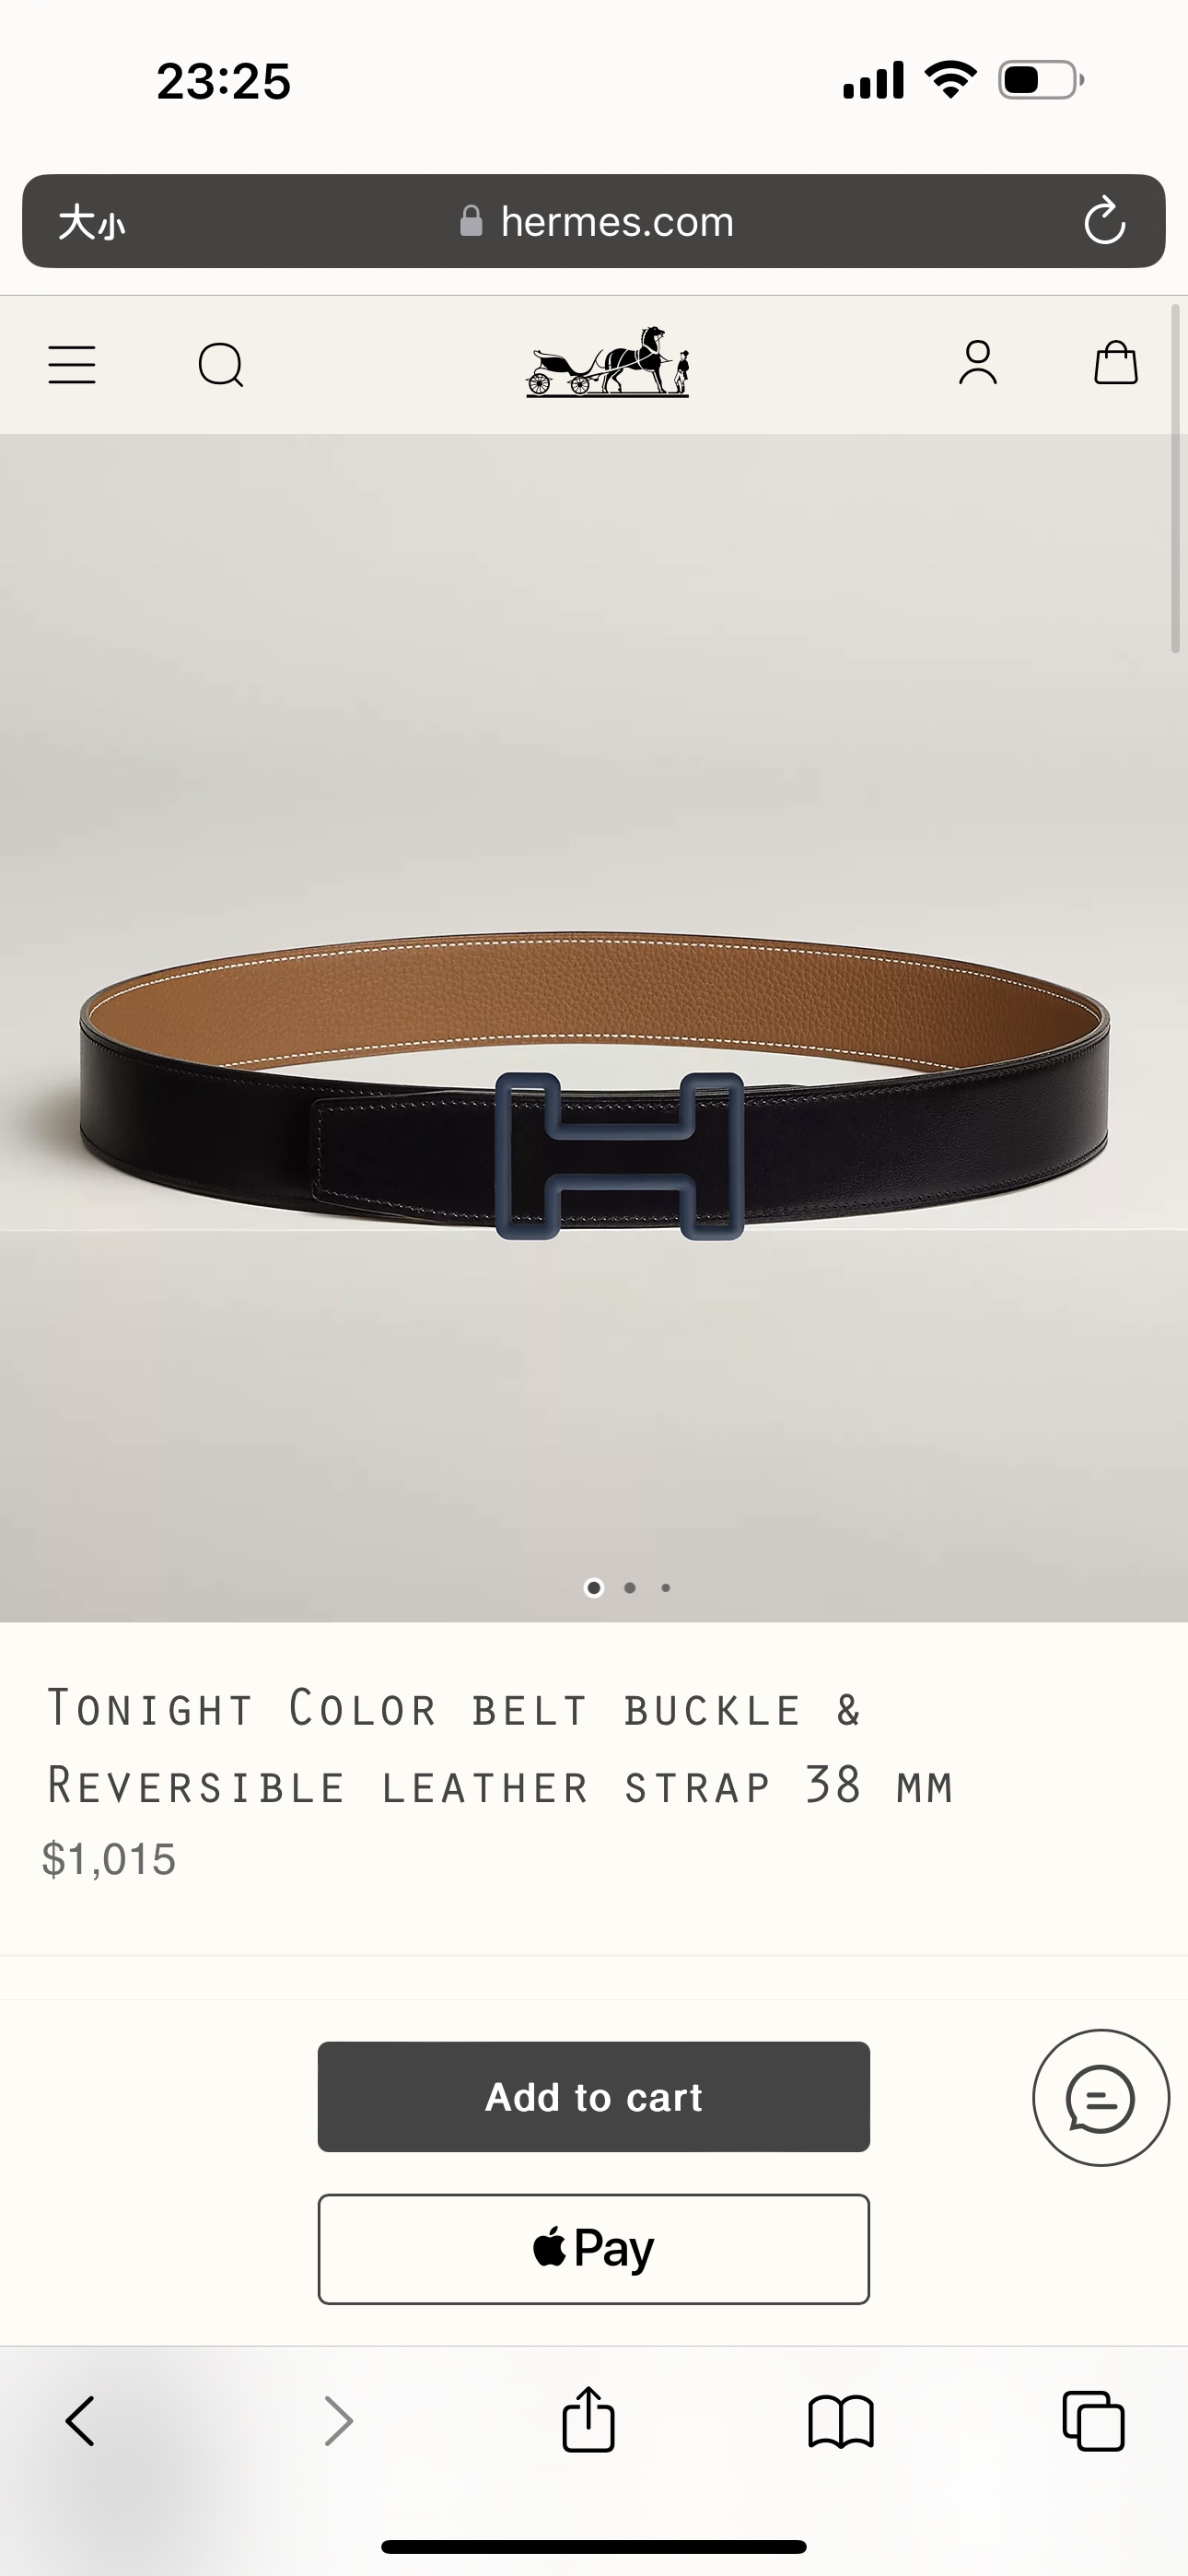 23:25
大小 hermes.com
Tonight Color belt buckle &
Reversible leather strap 38 mm
$1,015
Add to cart
Pay